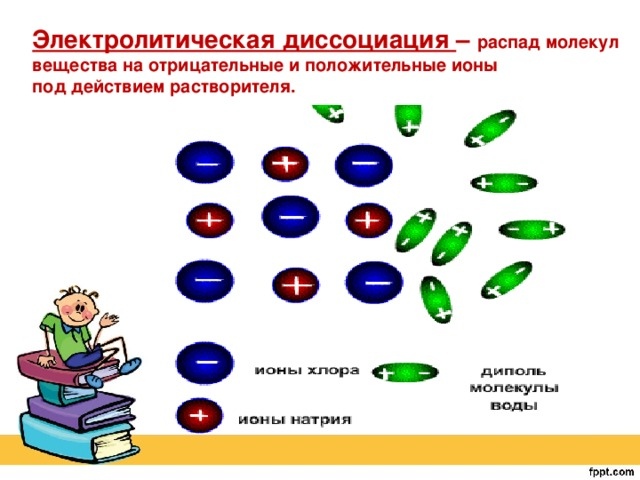 Электролитическая диссоциация – распад молекул
вещества на отрицательные и положительные ионы
под действием растворителя.
ионы хлора
диполь
молекулы
воды
ионы натрия
fppt.com